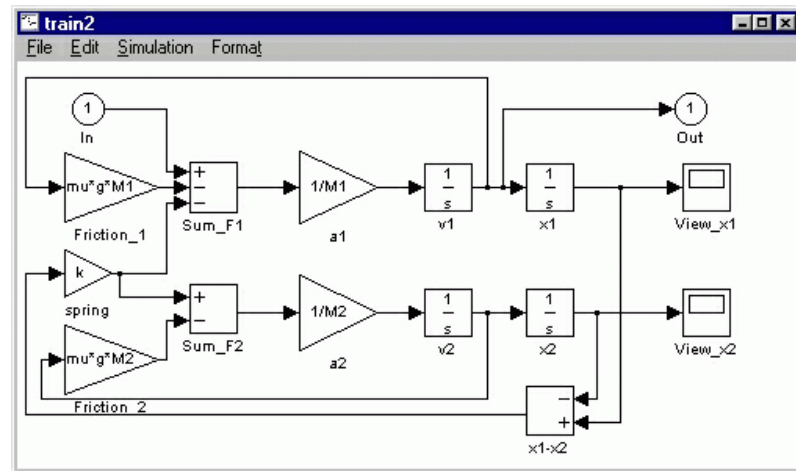 train2
File Edit Simulation Format
1
In
1
Out
mu*g*M1
Friction_1
+
−
−
Sum_F1
1/M1
a1
1
s
v1
1
s
x1
View_x1
k
spring
+
−
Sum_F2
1/M2
a2
1
s
v2
1
s
x2
View_x2
mu*g*M2
Friction_2
−
+
x1-x2